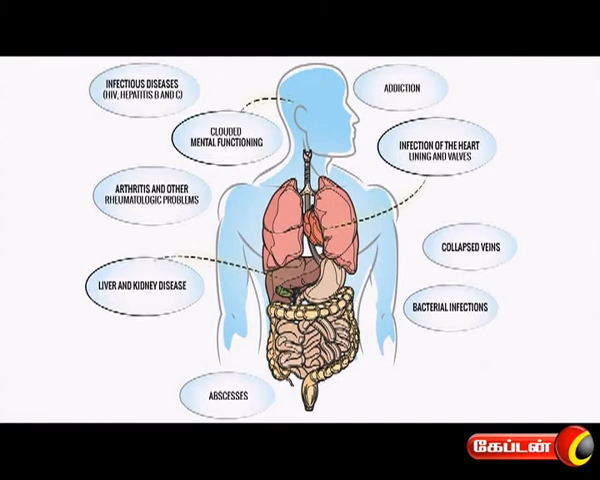 INFECTIOUS DISEASES
(HIV, HEPATITIS B AND C)
ADDICTION
CLOUDED
MENTAL FUNCTIONING
INFECTION OF THE HEART
LINING AND VALVES
ARTHRITIS AND OTHER
RHEUMATOLOGIC PROBLEMS
COLLAPSED VEINS
LIVER AND KIDNEY DISEASE
BACTERIAL INFECTIONS
ABSCESSES
கேப்டன்